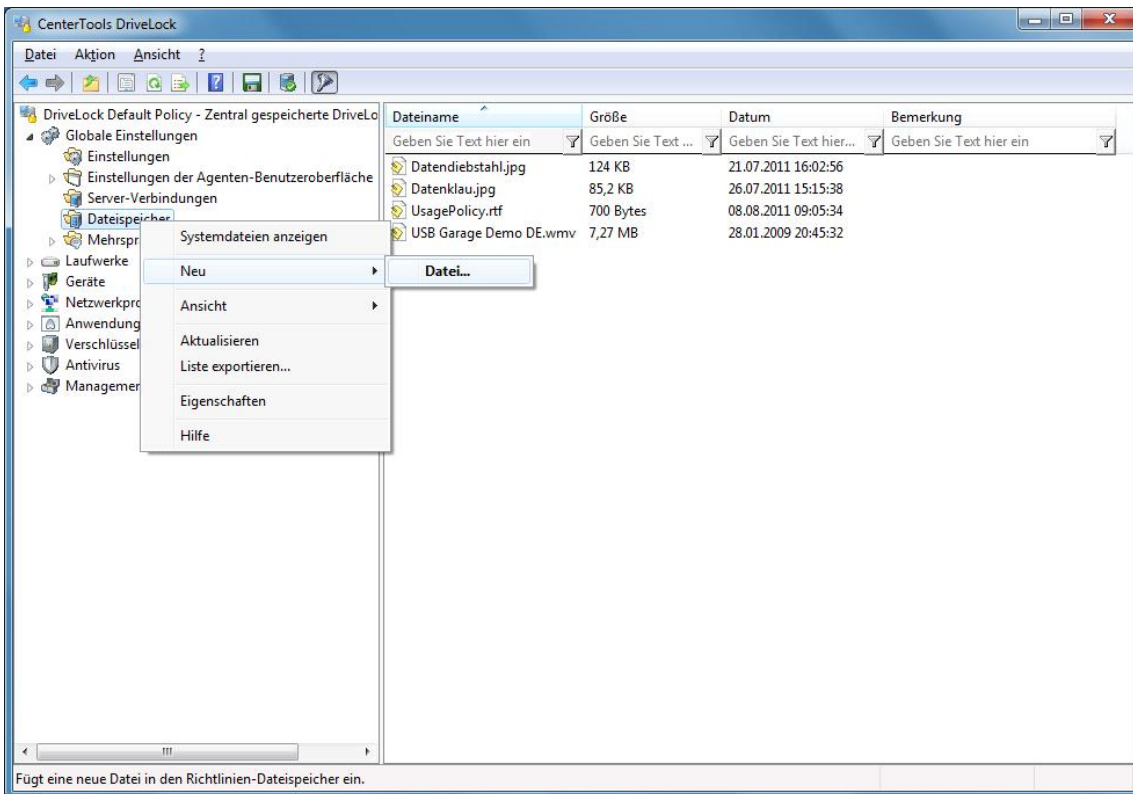 CenterTools DriveLock
Datei Aktion Ansicht ?
DriveLock Default Policy - Zentral gespeicherte DriveLo
Globale Einstellungen
Einstellungen
Einstellungen der Agenten-Benutzeroberfläche
Server-Verbindungen
Dateispeicher
Mehrspr
Laufwerke
Geräte
Netzwerkpro
Anwendung
Verschlüssel
Antivirus
Managemen
Systemdateien anzeigen
Neu
Ansicht
Aktualisieren
Liste exportieren...
Eigenschaften
Hilfe
Datei...
Dateiname Größe Datum Bemerkung
Geben Sie Text hier ein Geben Sie Text ... Geben Sie Text hier... Geben Sie Text hier ein
Datendiebstahl.jpg 124 KB 21.07.2011 16:02:56
Datenklau.jpg 85,2 KB 26.07.2011 15:15:38
UsagePolicy.rtf 700 Bytes 08.08.2011 09:05:34
USB Garage Demo DE.wmv 7,27 MB 28.01.2009 20:45:32
Fügt eine neue Datei in den Richtlinien-Dateispeicher ein.